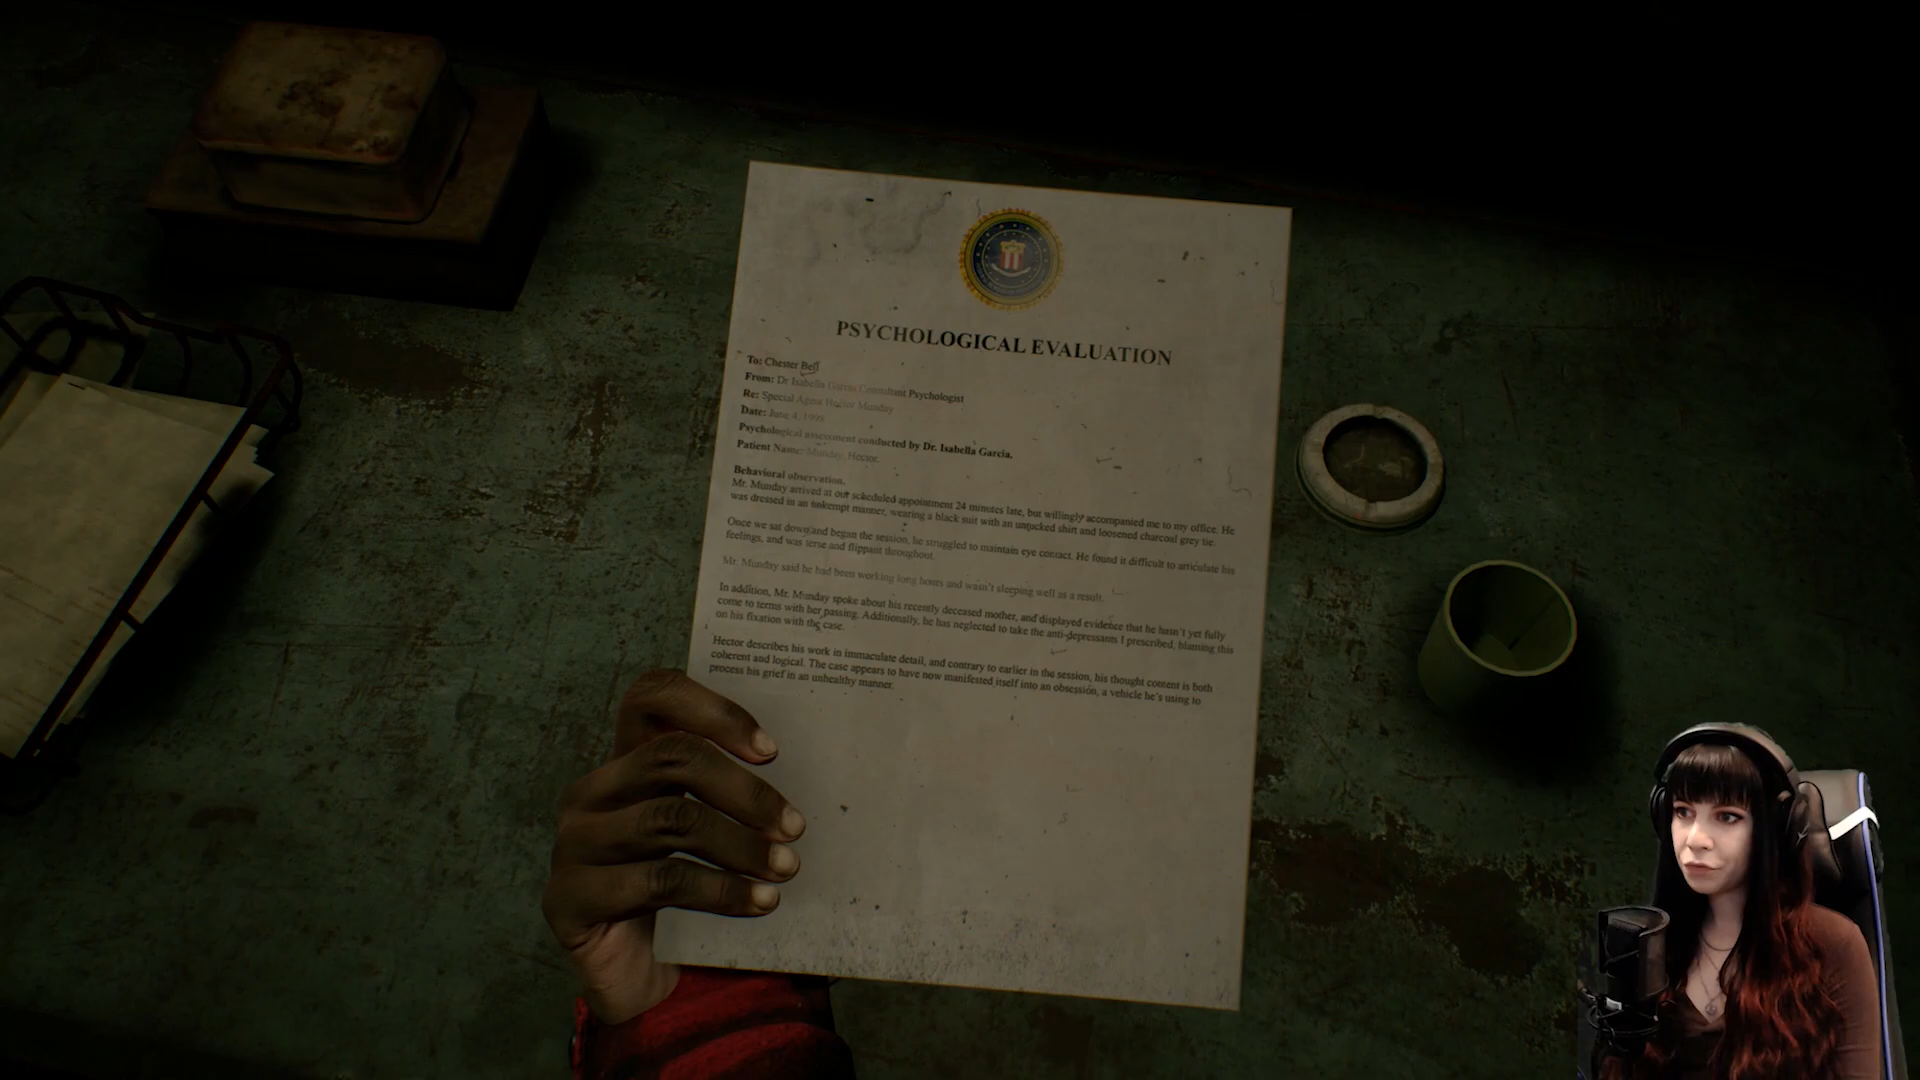 PSYCHOLOGICAL EVALUATION
To: Chester Bell
From: Dr Isabella Garcia Consultant Psychologist
Re: Special Agent Hector Munday
Date: June 4, 1995
Psychological assessment conducted by Dr. Isabella Garcia.
Patient Name: Munday, Hector.
Behavioral observation.
Mr. Munday arrived at our scheduled appointment 24 minutes late, but willingly accompanied me to my office. He
was dressed in an unkempt manner, wearing a black suit with an untucked shirt and loosened charcoal grey tie.
Once we sat down and began the session, he struggled to maintain eye contact. He found it difficult to articulate his
feelings, and was terse and flippant throughout.
Mr. Munday said he had been working long hours and wasn't sleeping well as a result.
In addition, Mr. Munday spoke about his recently deceased mother, and displayed evidence that he hasn't yet fully
come to terms with her passing. Additionally, he has neglected to take the anti-depressants I prescribed, blaming this
on his fixation with the case.
Hector describes his work in immaculate detail, and contrary to earlier in the session, his thought content is both
coherent and logical. The case appears to have now manifested itself into an obsession, a vehicle he's using to
process his grief in an unhealthy manner.